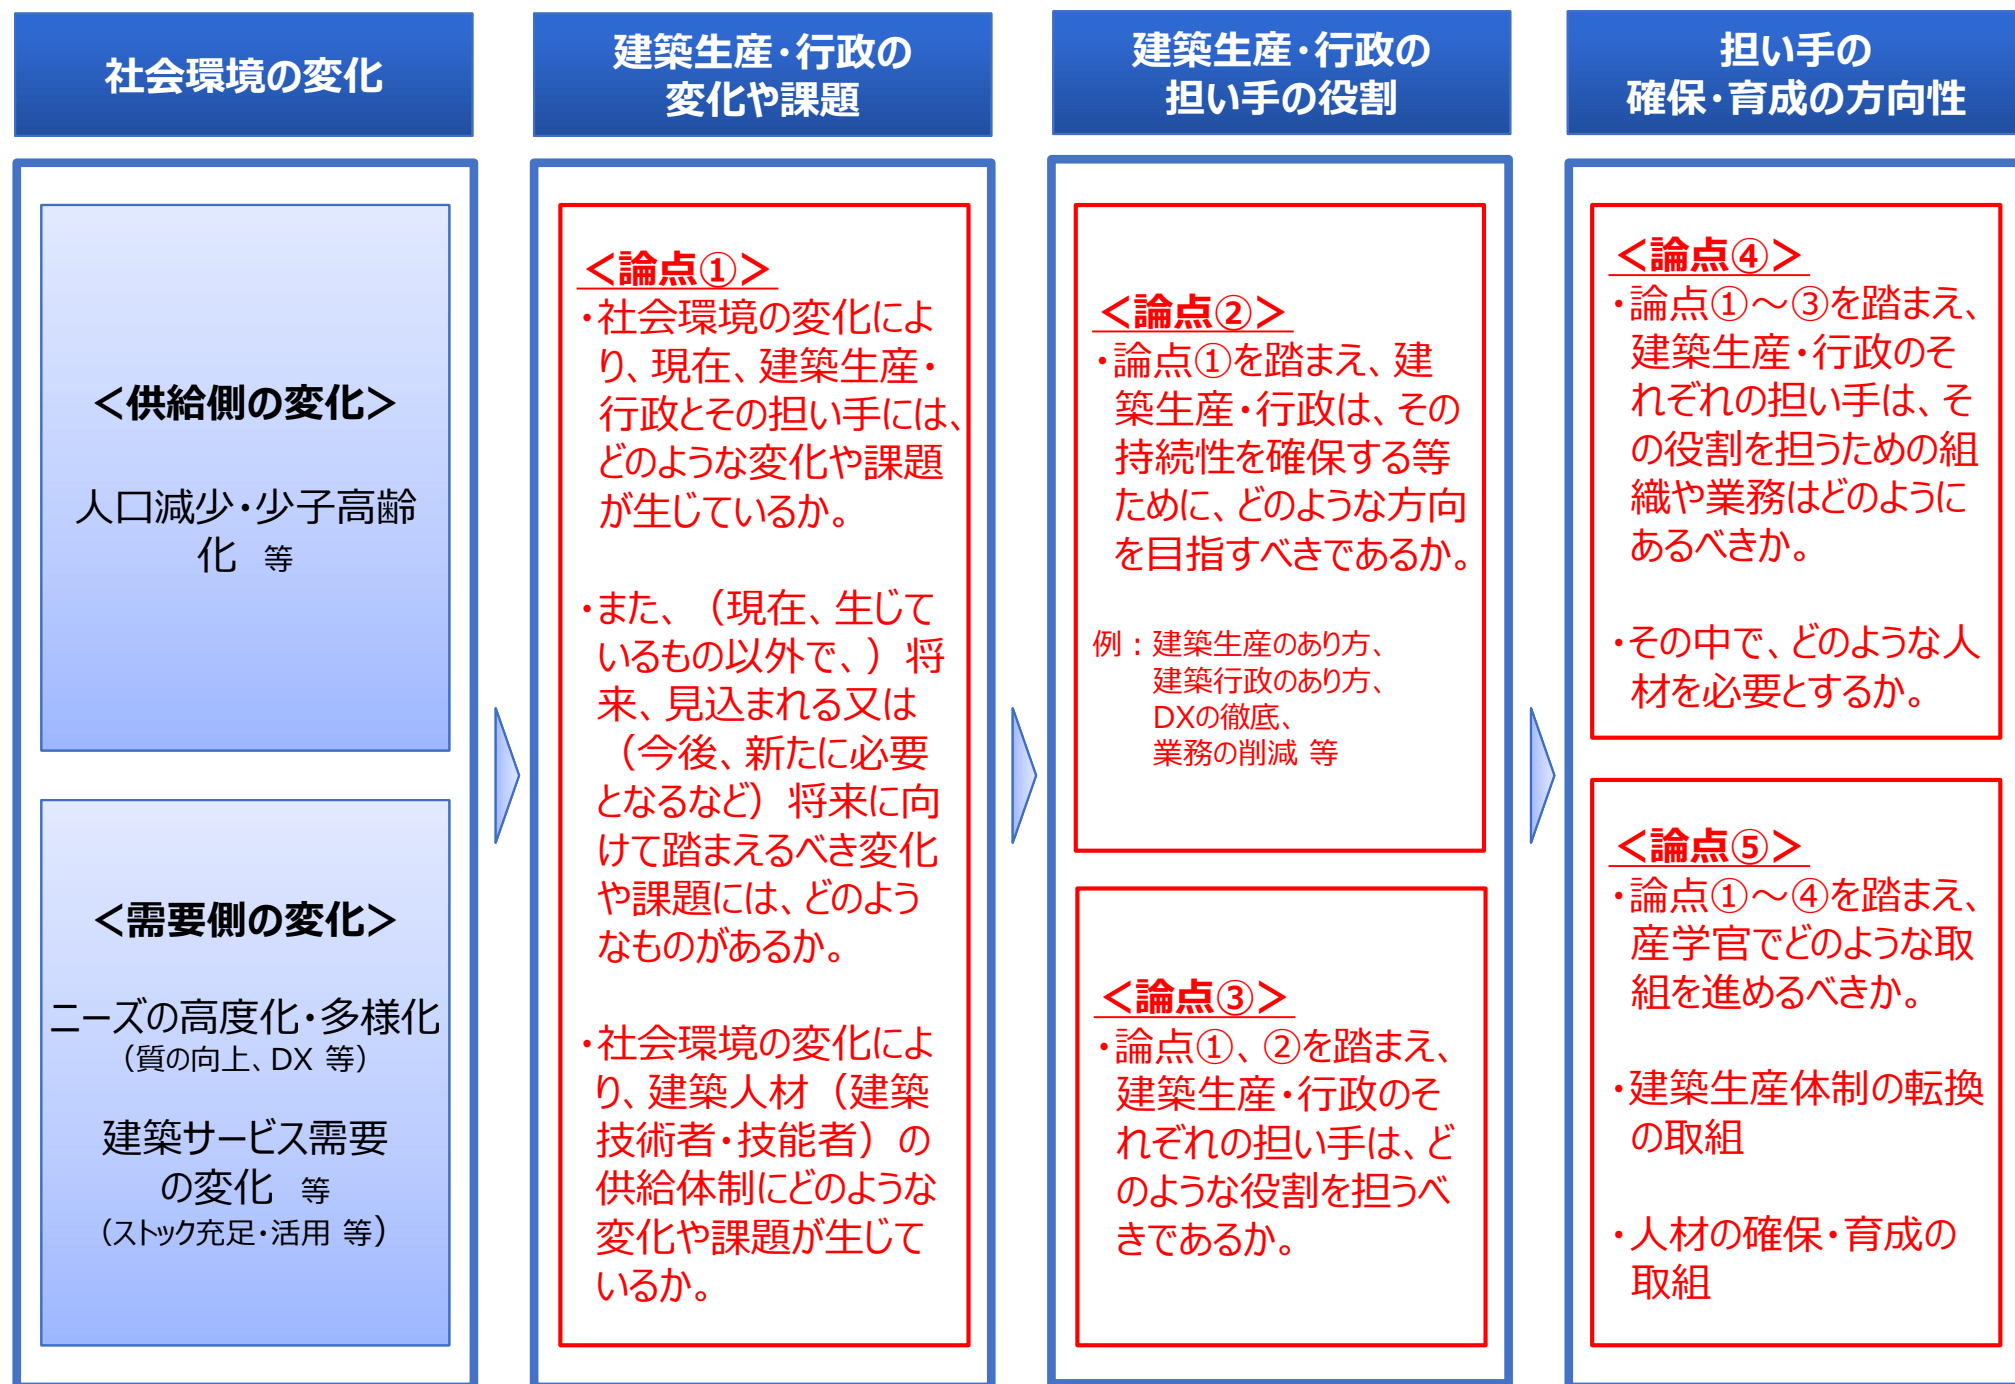 社会環境の変化
<供給側の変化>
人口減少・少子高齢
化 等
<需要側の変化>
ニーズの高度化・多様化
（質の向上、DX 等）
建築サービス需要
の変化 等
（ストック充足・活用 等）
建築生産・行政の
変化や課題
<論点①>
・社会環境の変化によ
り、現在、建築生産・
行政とその担い手には、
どのような変化や課題
が生じているか。
・また、（現在、生じて
いるもの以外で、）将
来、見込まれる又は
（今後、新たに必要
となるなど）将来に向
けて踏まえるべき変化
や課題には、どのよう
なものがあるか。
・社会環境の変化によ
り、建築人材（建築
技術者・技能者）の
供給体制にどのような
変化や課題が生じて
いるか。
建築生産・行政の
担い手の役割
<論点②>
・論点①を踏まえ、建
築生産・行政は、その
持続性を確保する等
ために、どのような方向
を目指すべきであるか。
例：建築生産のあり方、
建築行政のあり方、
DXの徹底、
業務の削減 等
<論点③>
・論点①、②を踏まえ、
建築生産・行政のそ
れぞれの担い手は、ど
のような役割を担うべ
きであるか。
担い手の
確保・育成の方向性
<論点④>
・論点①～③を踏まえ、
建築生産・行政のそ
れぞれの担い手は、そ
の役割を担うための組
織や業務はどのように
あるべきか。
・その中で、どのような人
材を必要とするか。
<論点⑤>
・論点①～④を踏まえ、
産学官でどのような取
組を進めるべきか。
・建築生産体制の転換
の取組
・人材の確保・育成の
取組